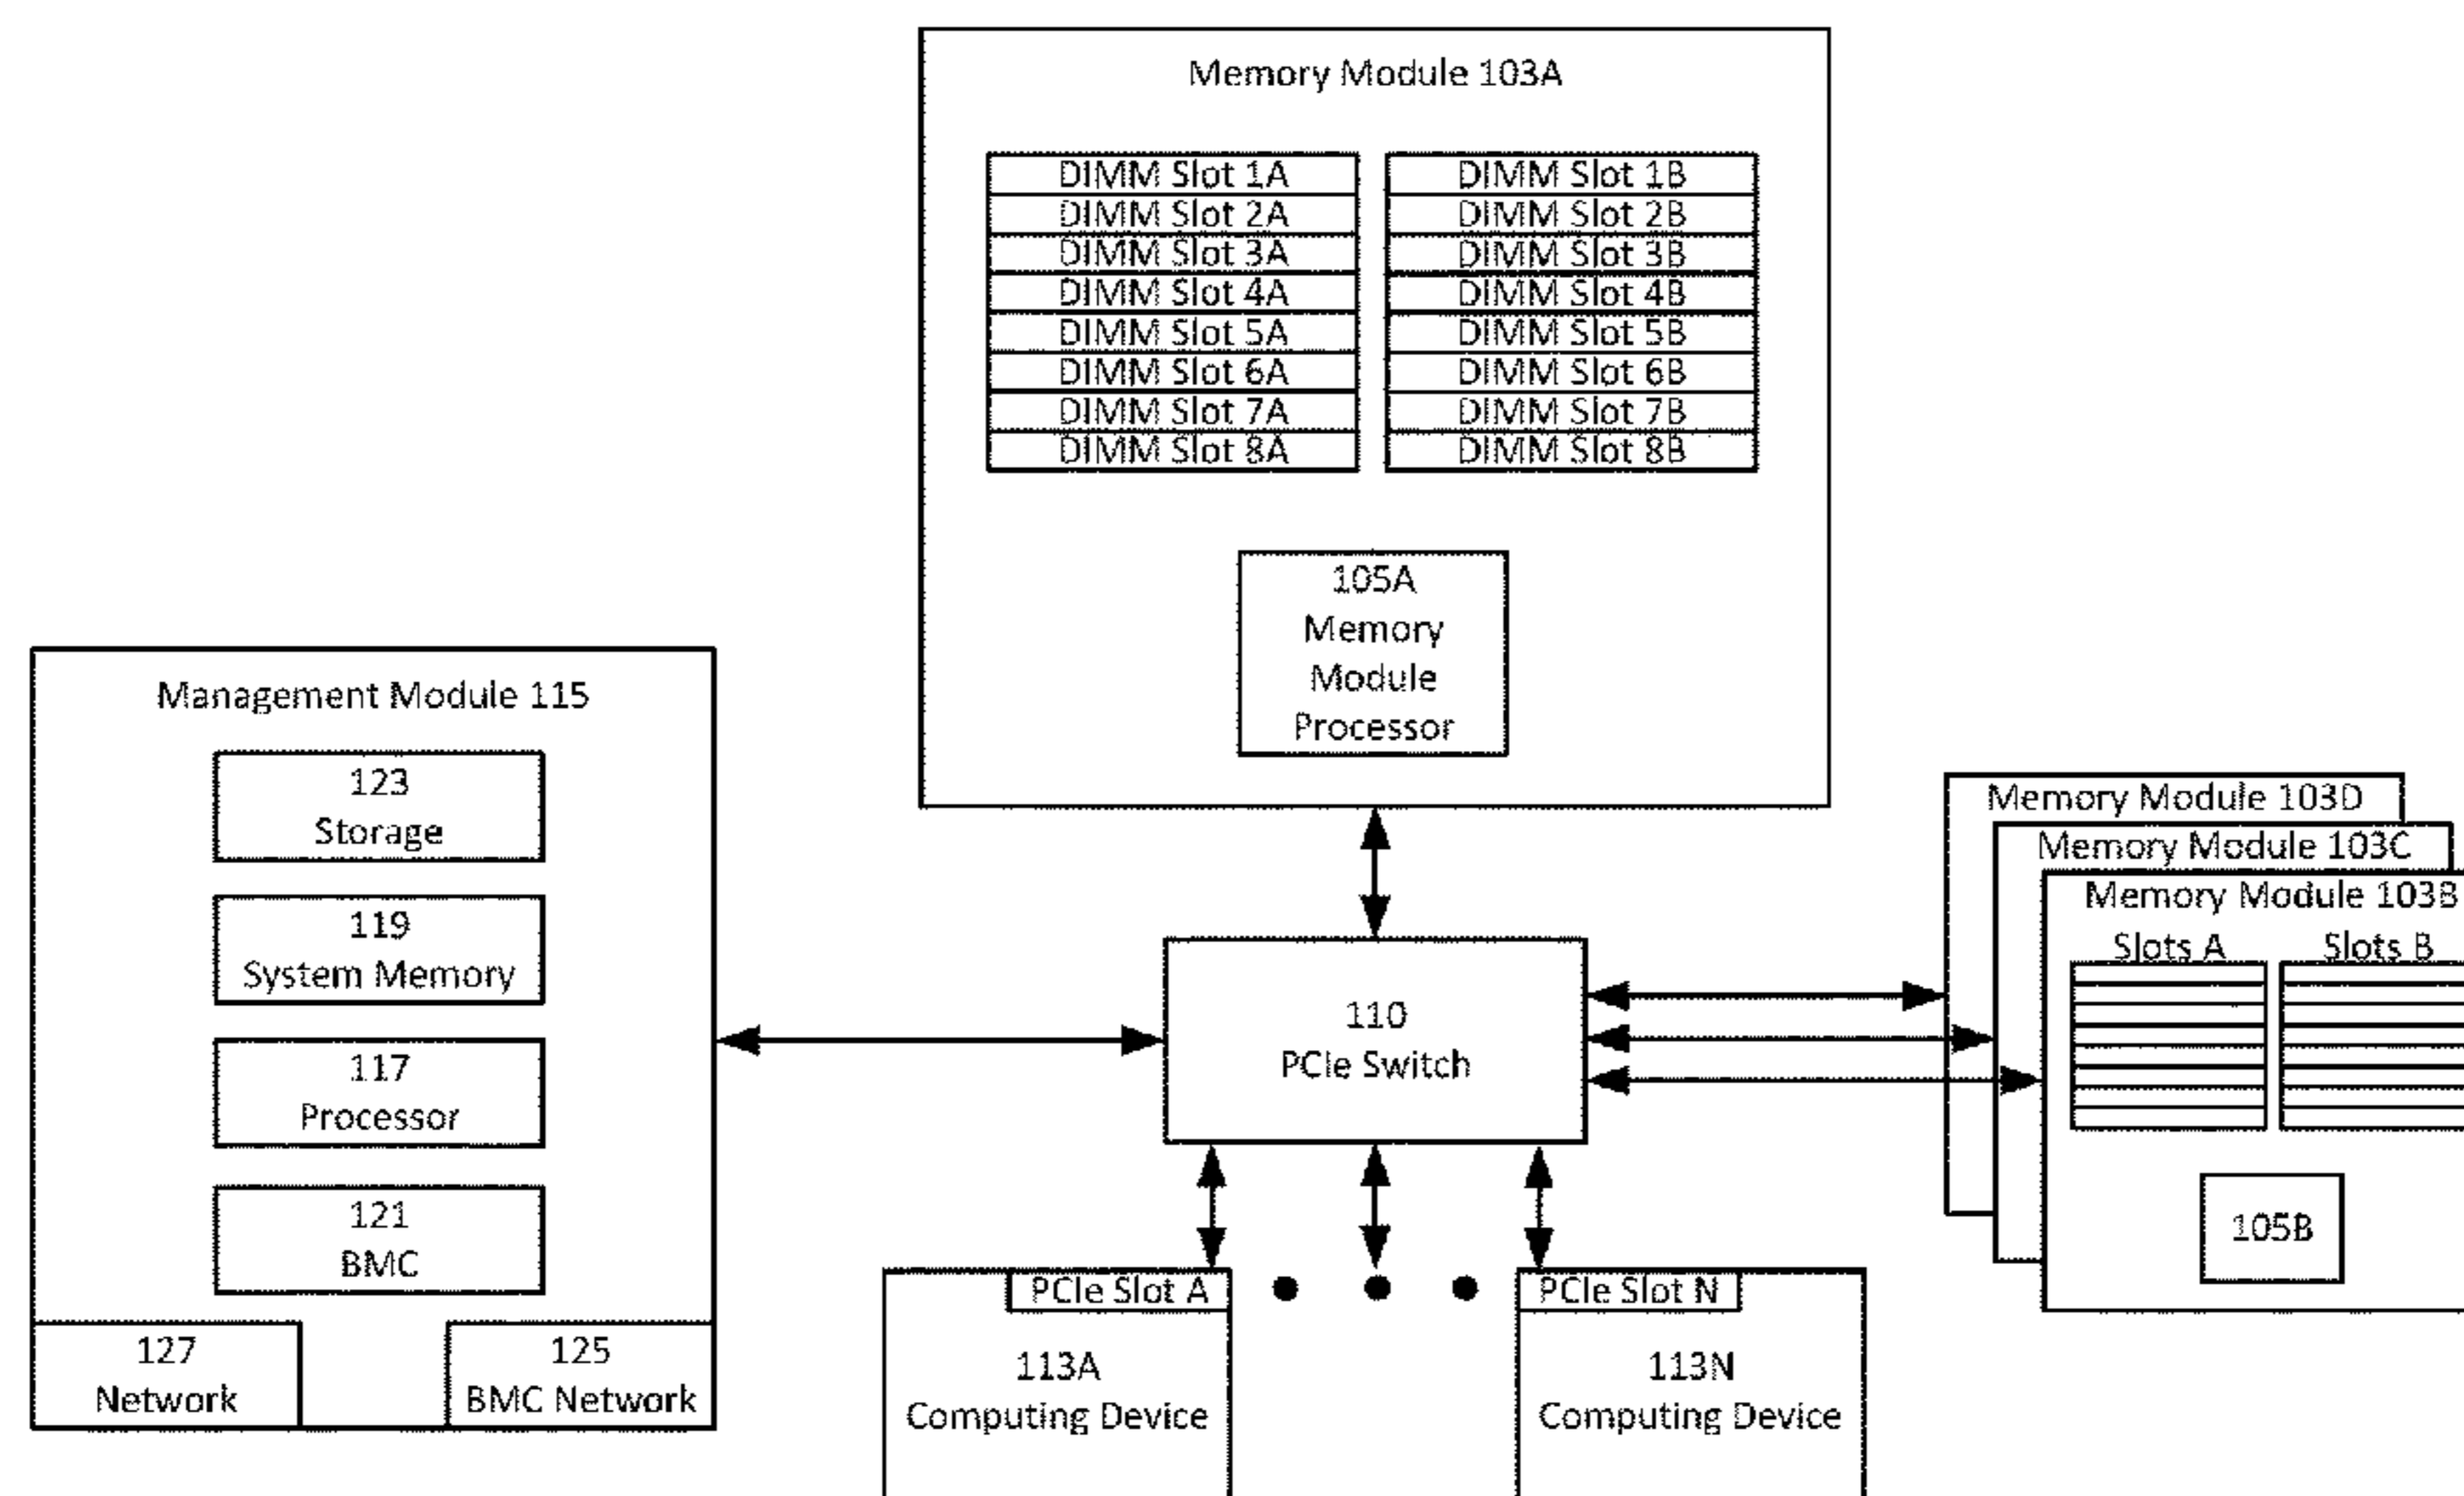 Memory Module 103A
DIMM Slot 1A
DIMM Slot 2A
DIMM Slot 3A
DIMM Slot 4A
DIMM Slot 5A
DIMM Slot 6A
DIMM Slot 7A
DIMM Slot 8A
DIMM Slot 1B
DIMM Slot 2B
DIMM Slot 3B
DIMM Slot 4B
DIMM Slot 5B
DIMM Slot 6B
DIMM Slot 7B
DIMM Slot 8B
105A
Memory
Module
Processor
Management Module 115
123
Storage
119
System Memory
117
Processor
121
BMC
127
Network
125
BMC Network
110
PCIe Switch
Memory Module 103D
Memory Module 103C
Memory Module 103B
Slots A
Slots B
105B
PCIe Slot A
113A
Computing Device
PCIe Slot N
113N
Computing Device